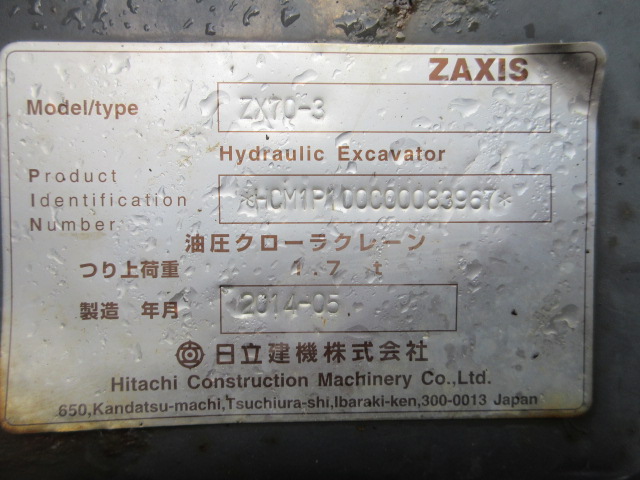 ZAXIS
Model/type ZX70-3
Hydraulic Excavator
Product
Identification *HCM1P100C00083967*
Number
油圧クローラクレーン
つり上荷重 1.7 t
製造 年月 2014-05
日立建機株式会社
Hitachi Construction Machinery Co.,Ltd.
650,Kandatsu-machi,Tsuchiura-shi,Ibaraki-ken,300-0013 Japan